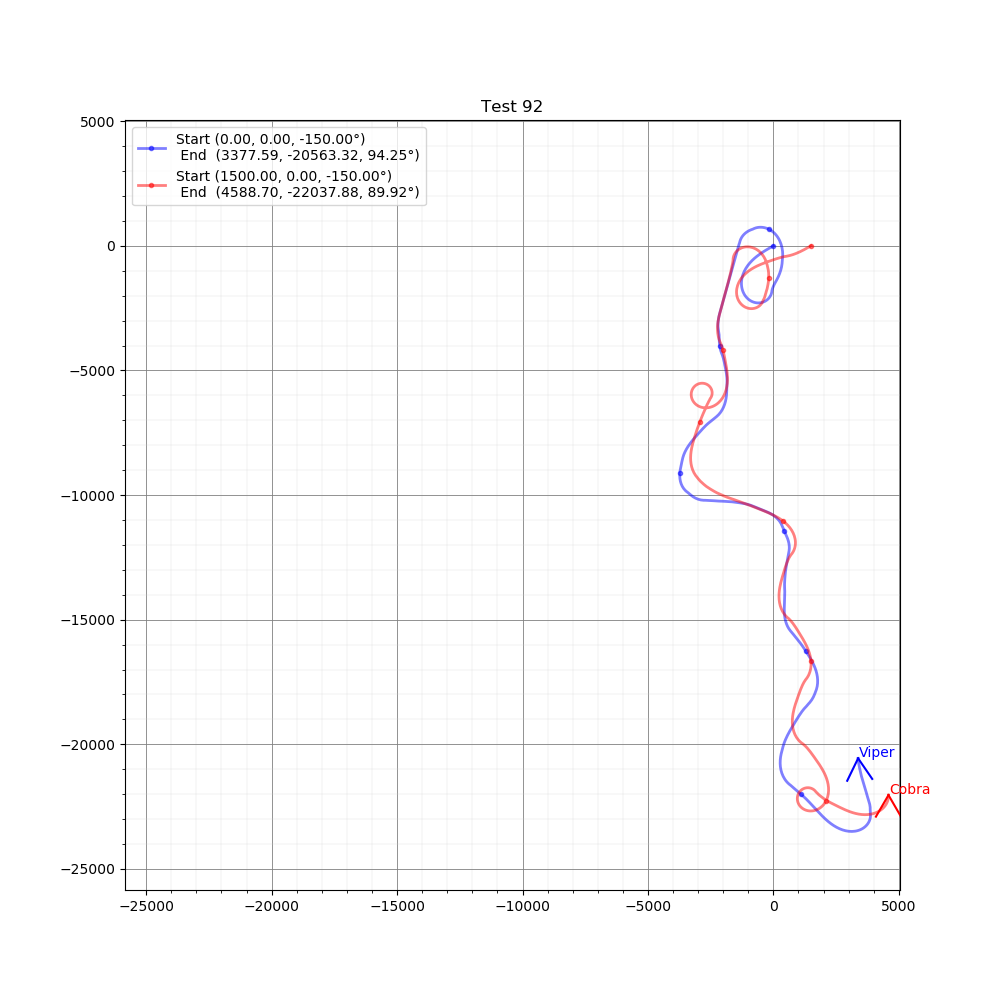 Test 92
Start (0.00, 0.00, -150.00°)
End (3377.59, -20563.32, 94.25°)
Start (1500.00, 0.00, -150.00°)
End (4588.70, -22037.88, 89.92°)
5000
0
−5000
−10000
−15000
−20000
−25000
Viper
Cobra
−25000 −20000 −15000 −10000 −5000 0 5000